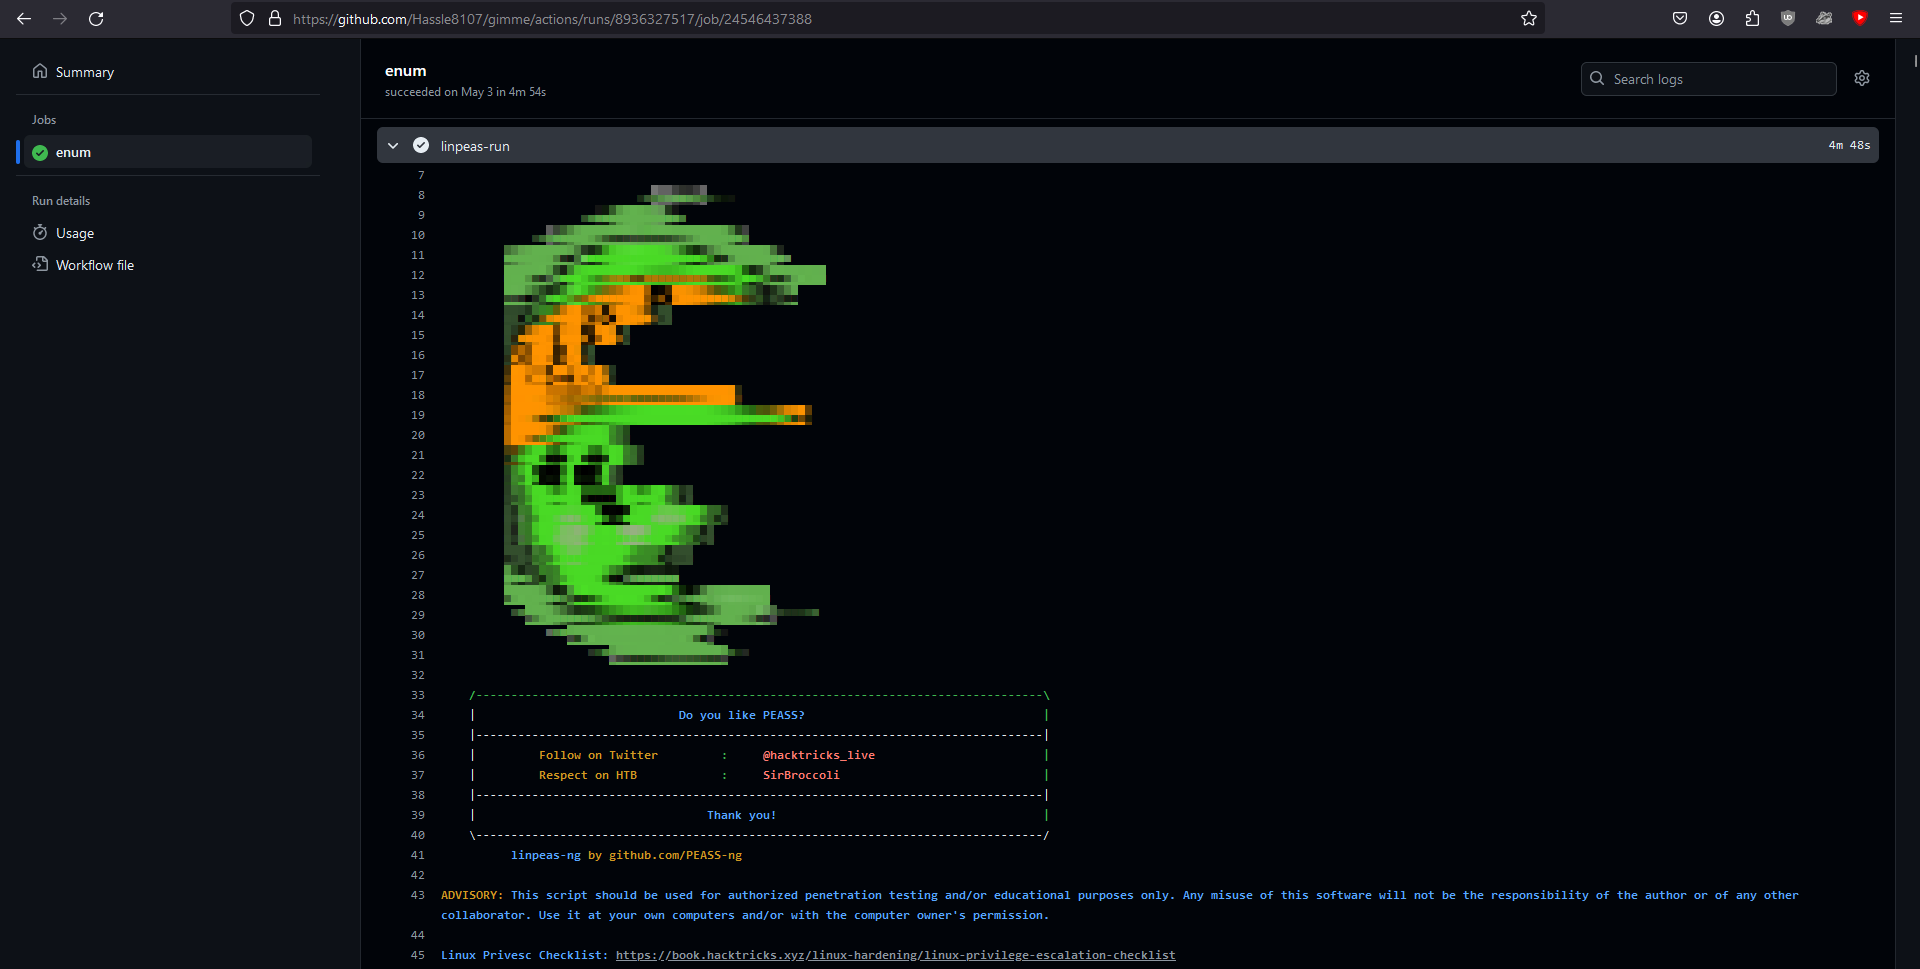 https://github.com/Hassle8107/gimme/actions/runs/8936327517/job/24546437388
Summary
Jobs
enum
Run details
Usage
Workflow file
enum
succeeded on May 3 in 4m 54s
Search logs
linpeas-run
4m 48s
7
8
9
10
11
12
13
14
15
16
17
18
19
20
21
22
23
24
25
26
27
28
29
30
31
32
33 /---------------------------------------------------------------------------------\
34 | Do you like PEASS? |
35 |---------------------------------------------------------------------------------|
36 | Follow on Twitter : @hacktricks_live |
37 | Respect on HTB : SirBroccoli |
38 |---------------------------------------------------------------------------------|
39 | Thank you! |
40 \---------------------------------------------------------------------------------/
41 linpeas-ng by github.com/PEASS-ng
42
43 ADVISORY: This script should be used for authorized penetration testing and/or educational purposes only. Any misuse of this software will not be the responsibility of the author or of any other
collaborator. Use it at your own computers and/or with the computer owner's permission.
44
45 Linux Privesc Checklist: https://book.hacktricks.xyz/linux-hardening/linux-privilege-escalation-checklist